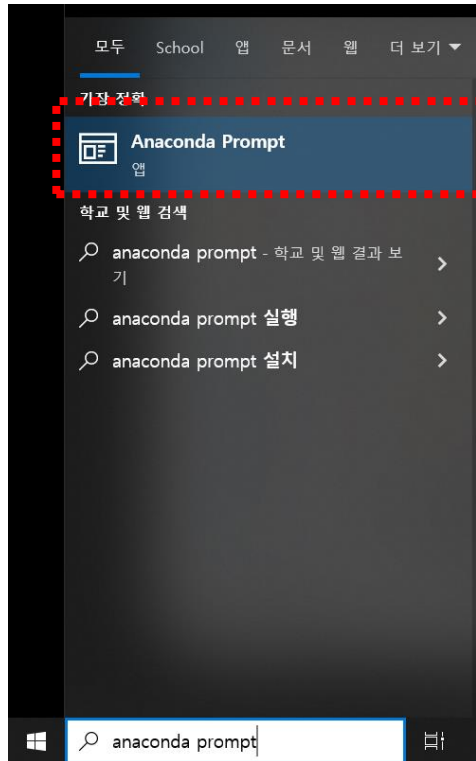 모두 School 앱 문서 웹 더 보기
가장 정확
Anaconda Prompt
앱
학교 및 웹 검색
anaconda prompt - 학교 및 웹 결과 보
기
anaconda prompt 실행
anaconda prompt 설치
anaconda prompt